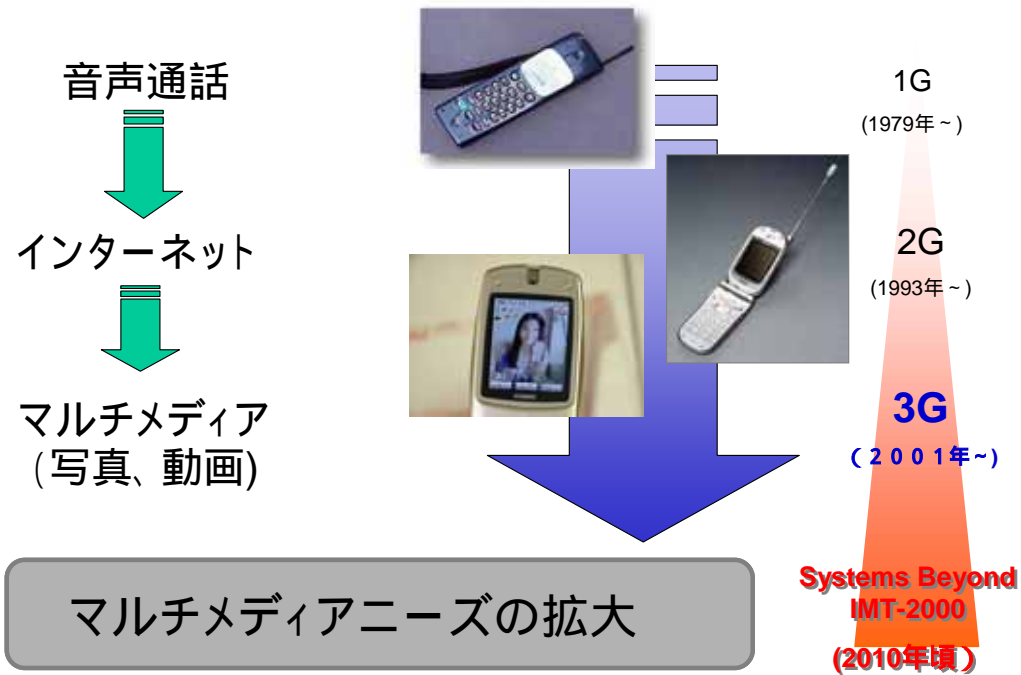 音声通話
インターネット
マルチメディア
(写真、動画)
マルチメディアニーズの拡大
1G
(1979年~)
2G
(1993年~)
3G
(2001年~)
Systems Beyond
IMT-2000
(2010年頃)